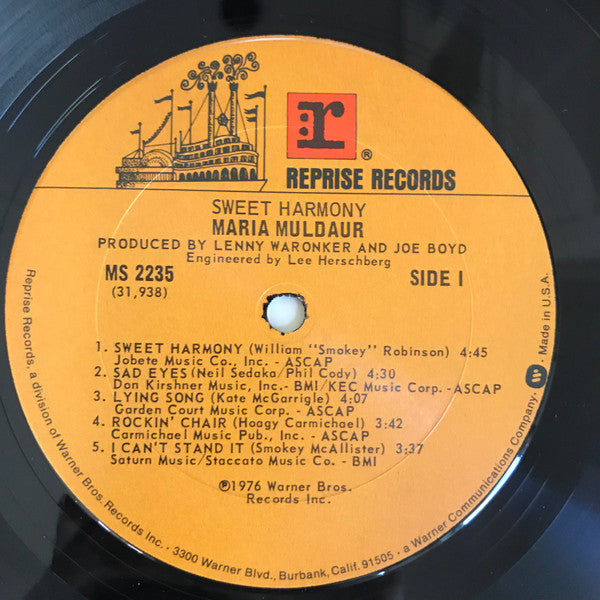 r
®
REPRISE RECORDS
SWEET HARMONY
MARIA MULDAUR
PRODUCED BY LENNY WARONKER AND JOE BOYD
Engineered by Lee Herschberg
MS 2235
(31,938)
SIDE I
1. SWEET HARMONY (William "Smokey" Robinson) 4:45
Jobete Music Co., Inc. - ASCAP
2. SAD EYES (Neil Sedaka/Phil Cody) 4:30
Don Kirshner Music, Inc.- BMI/KEC Music Corp. - ASCAP
3. LYING SONG (Kate McGarrigle) 4:07
Garden Court Music Corp. - ASCAP
4. ROCKIN' CHAIR (Hoagy Carmichael) 3:42
Carmichael Music Pub., Inc. - ASCAP
5. I CAN'T STAND IT (Smokey McAllister) 3:37
Saturn Music/Staccato Music Co. - BMI
℗1976 Warner Bros.
Records Inc.
Reprise Records, a division of Warner Bros. Records Inc. • 3300 Warner Blvd., Burbank, Calif. 91505 • a Warner Communications Company • Made in U.S.A.